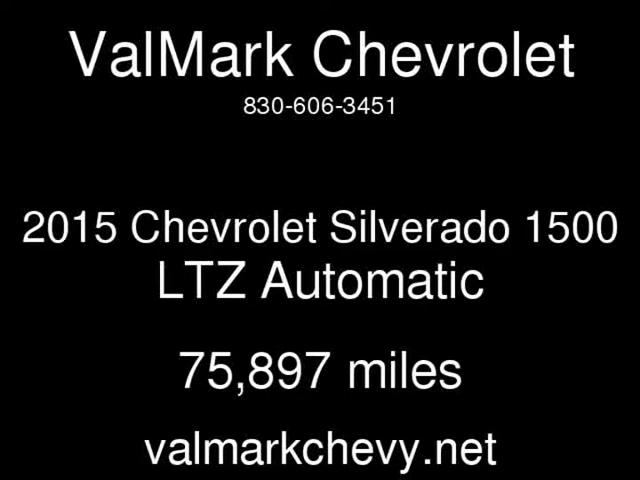 ValMark Chevrolet
830-606-3451
2015 Chevrolet Silverado 1500
LTZ Automatic
75,897 miles
valmarkchevy.net